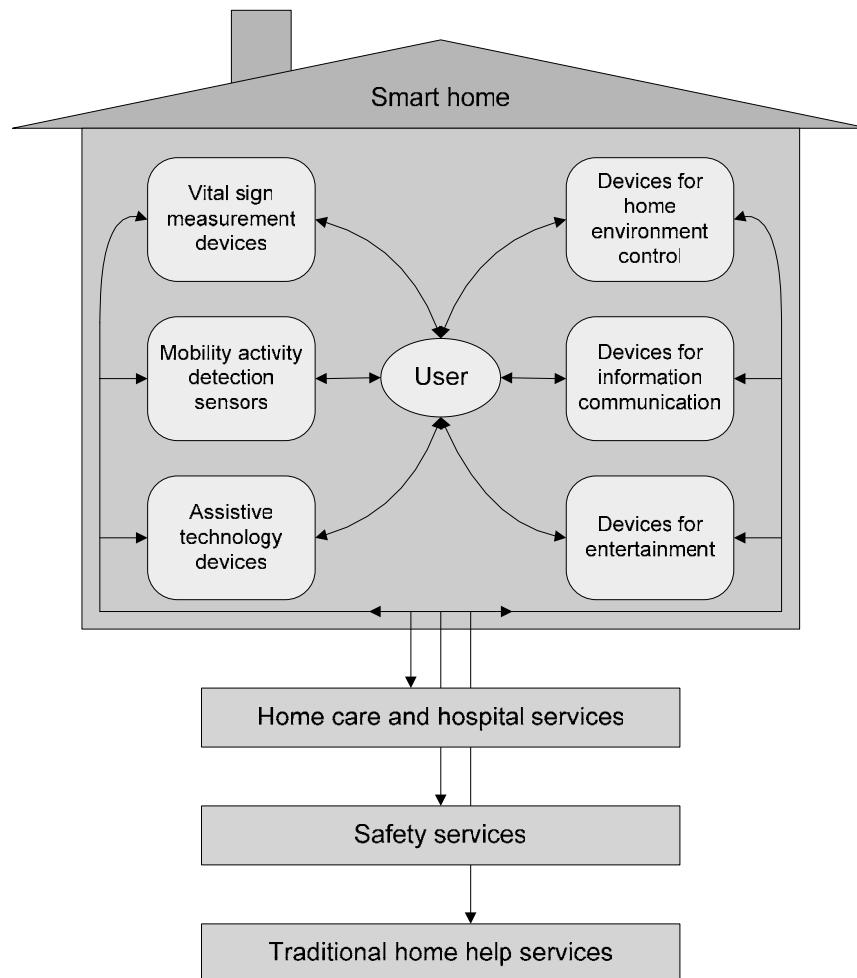 Smart home
Vital sign
measurement
devices
Devices for
home
environment
control
Mobility activity
detection
sensors
User
Devices for
information
communication
Assistive
technology
devices
Devices for
entertainment
Home care and hospital services
Safety services
Traditional home help services